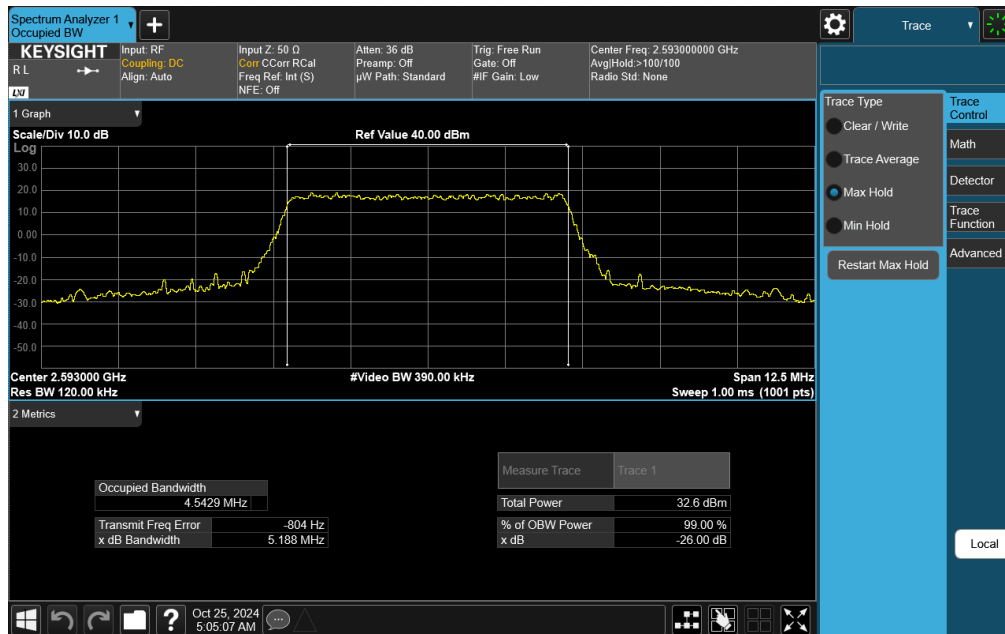 Spectrum Analyzer 1
Occupied BW
+
Trace
KEYSIGHT
R L
LXI
Input: RF
Coupling: DC
Align: Auto
Input Z: 50 Ω
Corr CCorr RCal
Freq Ref: Int (S)
NFE: Off
Atten: 36 dB
Preamp: Off
µW Path: Standard
Trig: Free Run
Gate: Off
#IF Gain: Low
Center Freq: 2.593000000 GHz
Avg|Hold:>100/100
Radio Std: None
1 Graph
Scale/Div 10.0 dB
Ref Value 40.00 dBm
Log
30.0
20.0
10.0
0.00
-10.0
-20.0
-30.0
-40.0
-50.0
Center 2.593000 GHz
#Video BW 390.00 kHz
Span 12.5 MHz
Res BW 120.00 kHz
Sweep 1.00 ms (1001 pts)
2 Metrics
Measure Trace
Trace 1
Occupied Bandwidth
4.5429 MHz
Total Power
32.6 dBm
Transmit Freq Error
-804 Hz
% of OBW Power
99.00 %
x dB Bandwidth
5.188 MHz
x dB
-26.00 dB
Trace Type
Clear / Write
Trace Average
Max Hold
Min Hold
Restart Max Hold
Trace
Control
Math
Detector
Trace
Function
Advanced
Local
?
Oct 25, 2024
5:05:07 AM